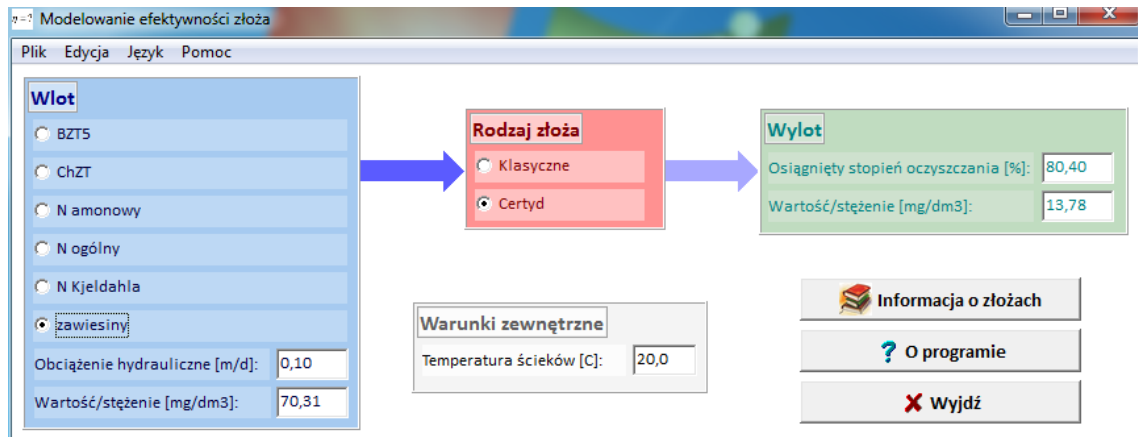 η=? Modelowanie efektywności złoża
Plik Edycja Język Pomoc
Wlot
BZT5
ChZT
N amonowy
N ogólny
N Kjeldahla
zawiesiny
Obciążenie hydrauliczne [m/d]: 0,10
Wartość/stężenie [mg/dm3]: 70,31
Rodzaj złoża
Klasyczne
Certyd
Warunki zewnętrzne
Temperatura ścieków [C]: 20,0
Wylot
Osiągnięty stopień oczyszczania [%]: 80,40
Wartość/stężenie [mg/dm3]: 13,78
Informacja o złożach
? O programie
Wyjdź